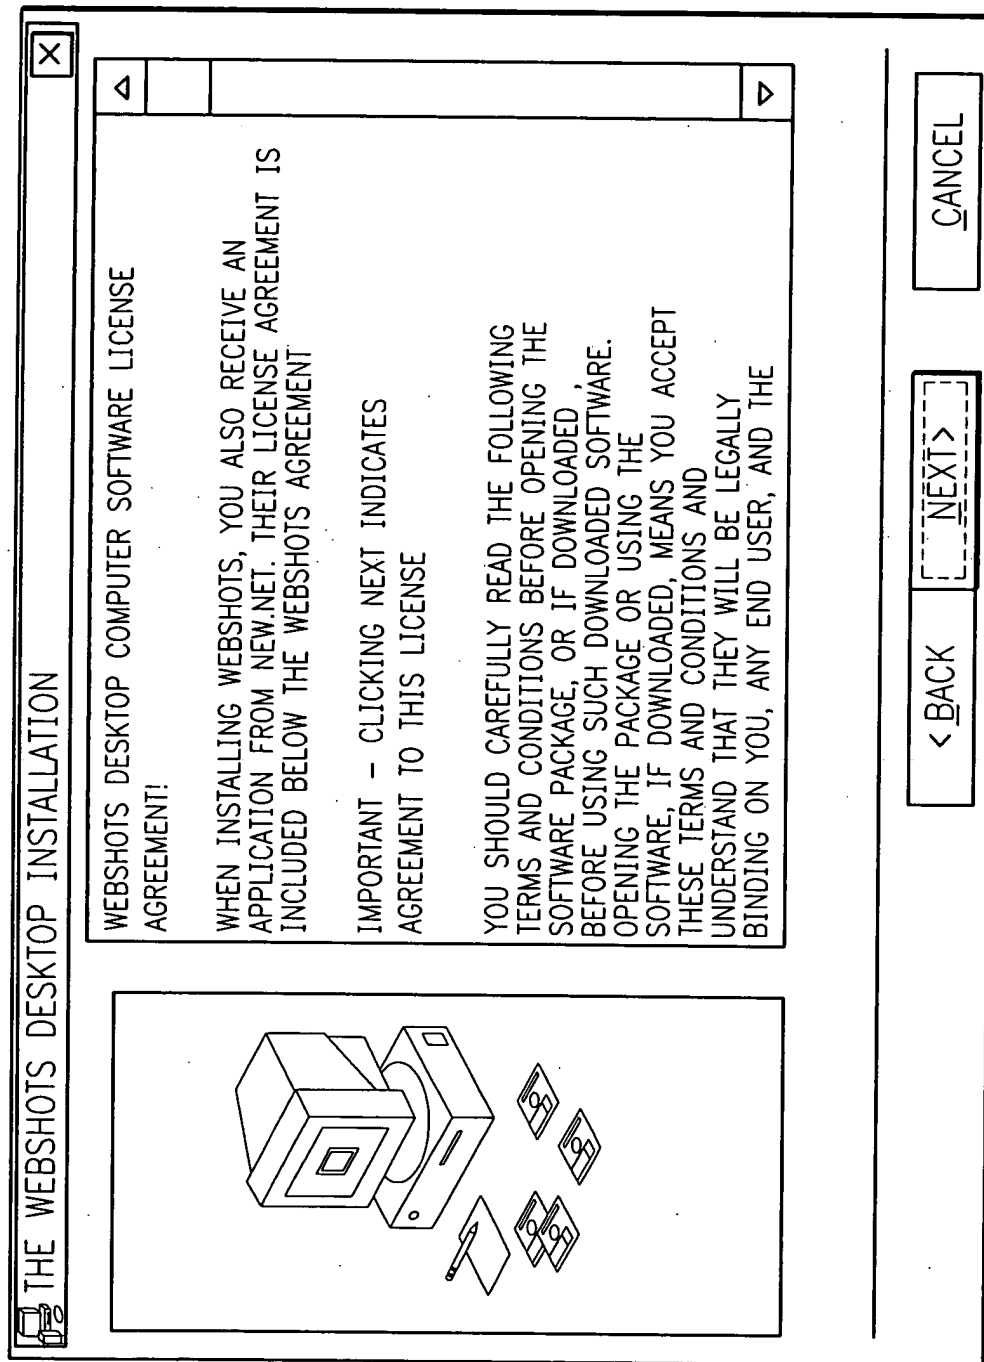 THE WEBSHOTS DESKTOP INSTALLATION
WEBSHOTS DESKTOP COMPUTER SOFTWARE LICENSE
AGREEMENT!
WHEN INSTALLING WEBSHOTS, YOU ALSO RECEIVE AN
APPLICATION FROM NEW.NET. THEIR LICENSE AGREEMENT IS
INCLUDED BELOW THE WEBSHOTS AGREEMENT
IMPORTANT – CLICKING NEXT INDICATES
AGREEMENT TO THIS LICENSE
YOU SHOULD CAREFULLY READ THE FOLLOWING
TERMS AND CONDITIONS BEFORE OPENING THE
SOFTWARE PACKAGE, OR IF DOWNLOADED,
BEFORE USING SUCH DOWNLOADED SOFTWARE.
OPENING THE PACKAGE OR USING THE
SOFTWARE, IF DOWNLOADED, MEANS YOU ACCEPT
THESE TERMS AND CONDITIONS AND
UNDERSTAND THAT THEY WILL BE LEGALLY
BINDING ON YOU, ANY END USER, AND THE
< BACK
NEXT>
CANCEL